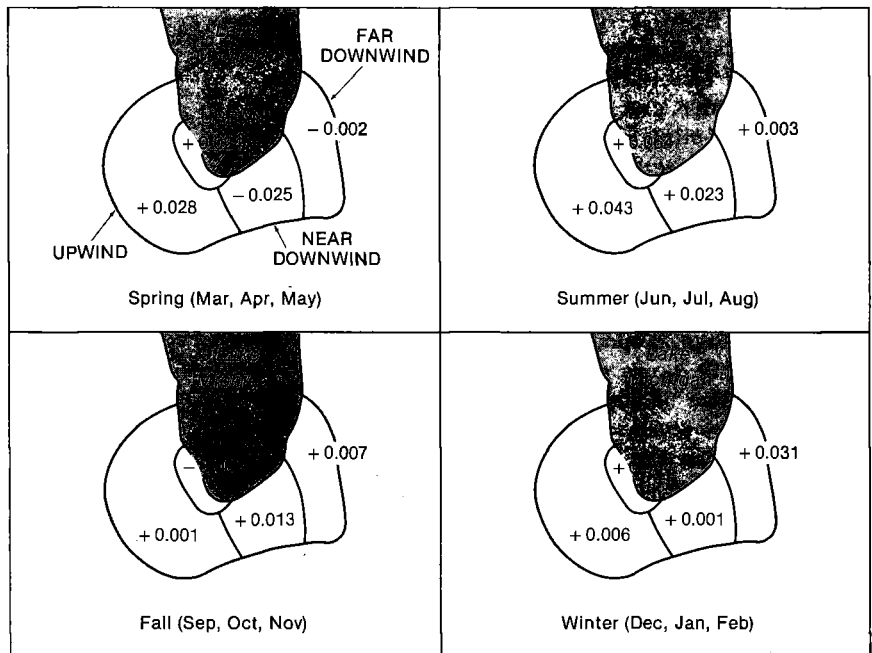 FAR
DOWNWIND
− 0.002
+
+ 0.028
− 0.025
UPWIND
NEAR
DOWNWIND
Spring (Mar, Apr, May)
+ 0.003
+
+ 0.043
+ 0.023
Summer (Jun, Jul, Aug)
+ 0.007
−
+ 0.001
+ 0.013
Fall (Sep, Oct, Nov)
+ 0.031
+
+ 0.006
+ 0.001
Winter (Dec, Jan, Feb)